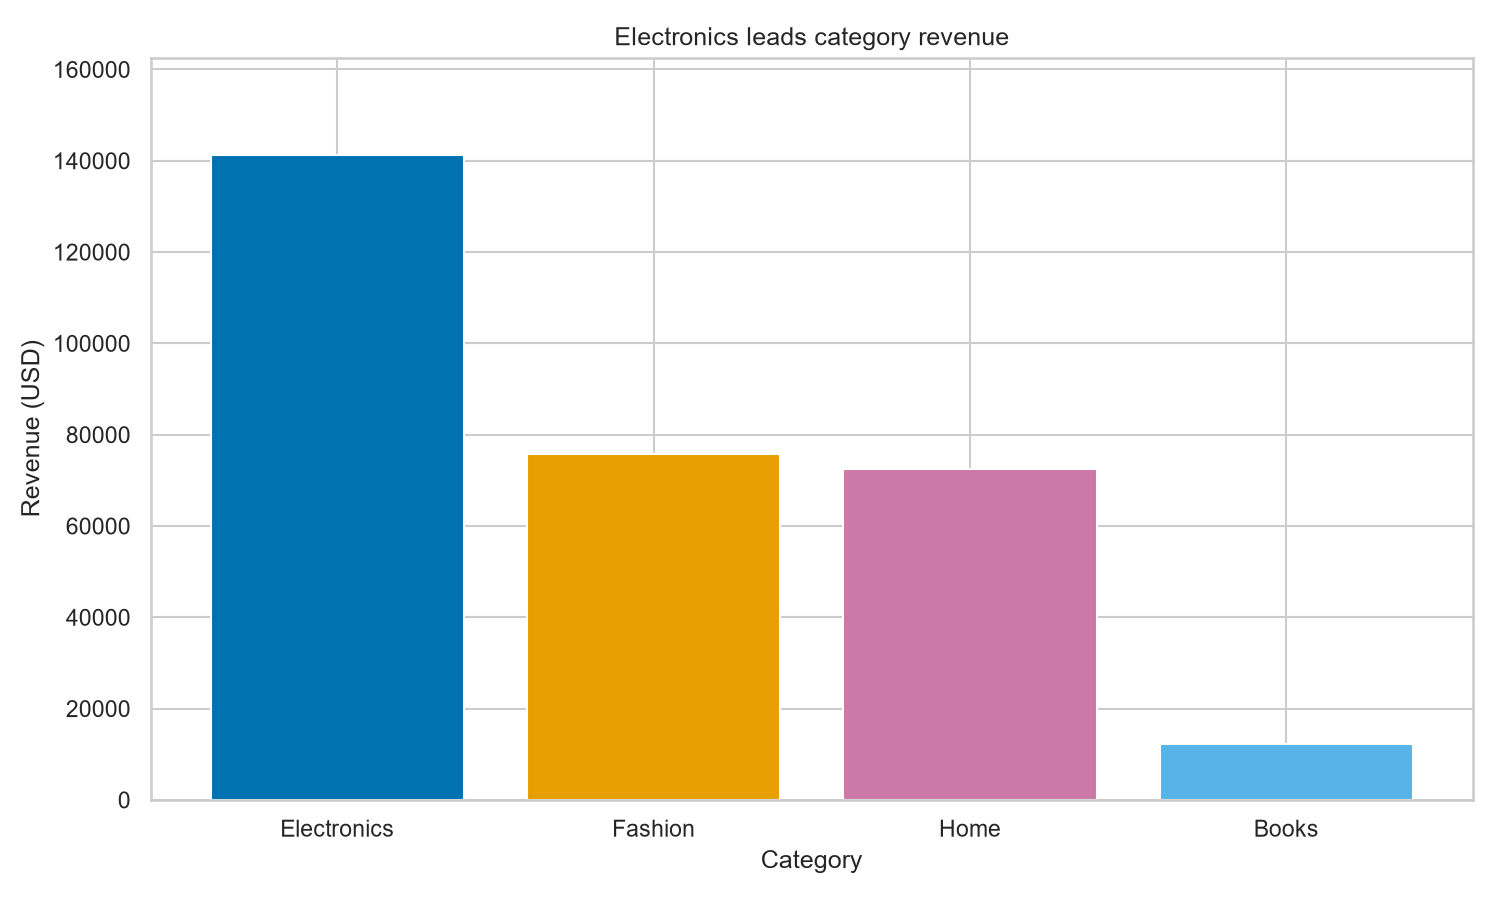 Electronics leads category revenue
160000
140000
120000
100000
80000
60000
40000
20000
0
Revenue (USD)
Electronics Fashion Home Books
Category